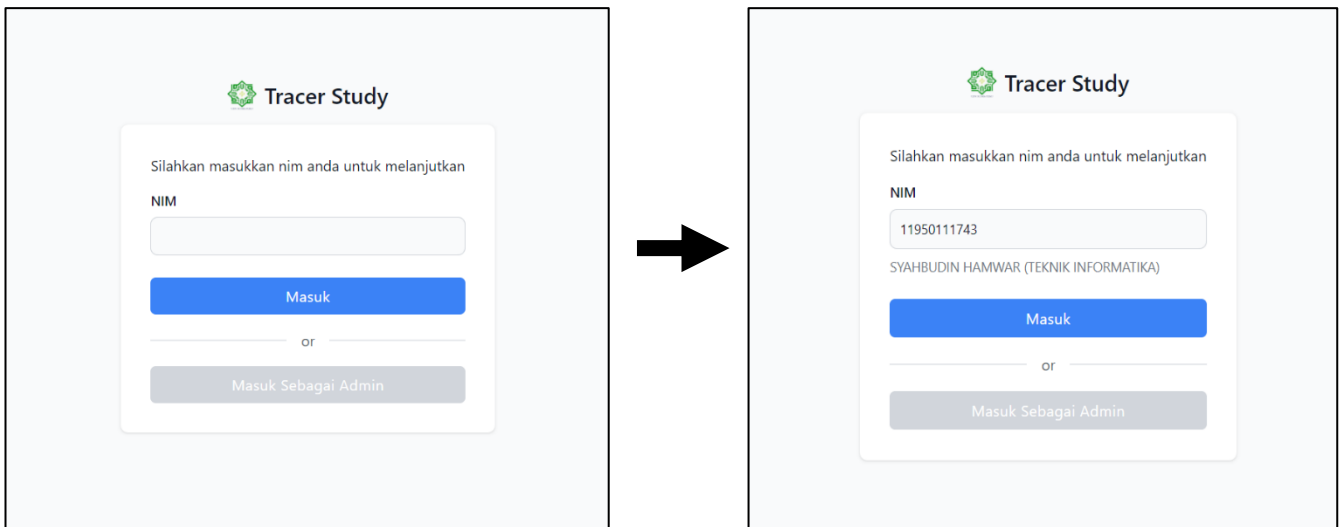 Tracer Study
Silahkan masukkan nim anda untuk melanjutkan
NIM
Masuk
or
Masuk Sebagai Admin
Tracer Study
Silahkan masukkan nim anda untuk melanjutkan
NIM
11950111743
SYAHBUDIN HAMWAR (TEKNIK INFORMATIKA)
Masuk
or
Masuk Sebagai Admin